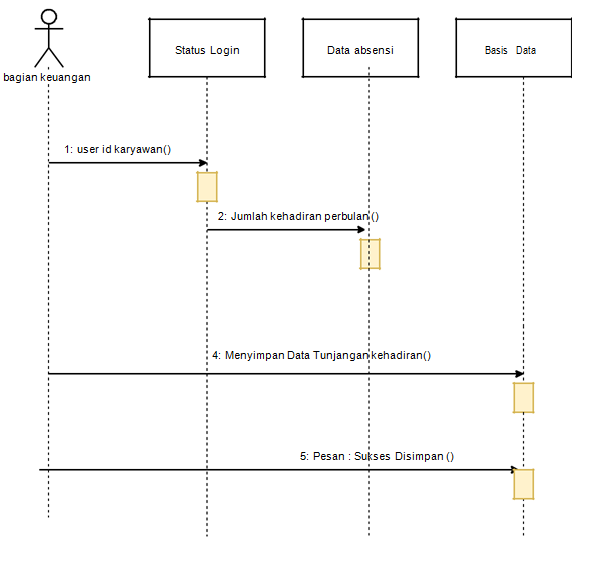 bagian keuangan
Status Login
Data absensi
Basis Data
1: user id karyawan()
2: Jumlah kehadiran perbulan ()
4: Menyimpan Data Tunjangan kehadiran()
5: Pesan : Sukses Disimpan ()